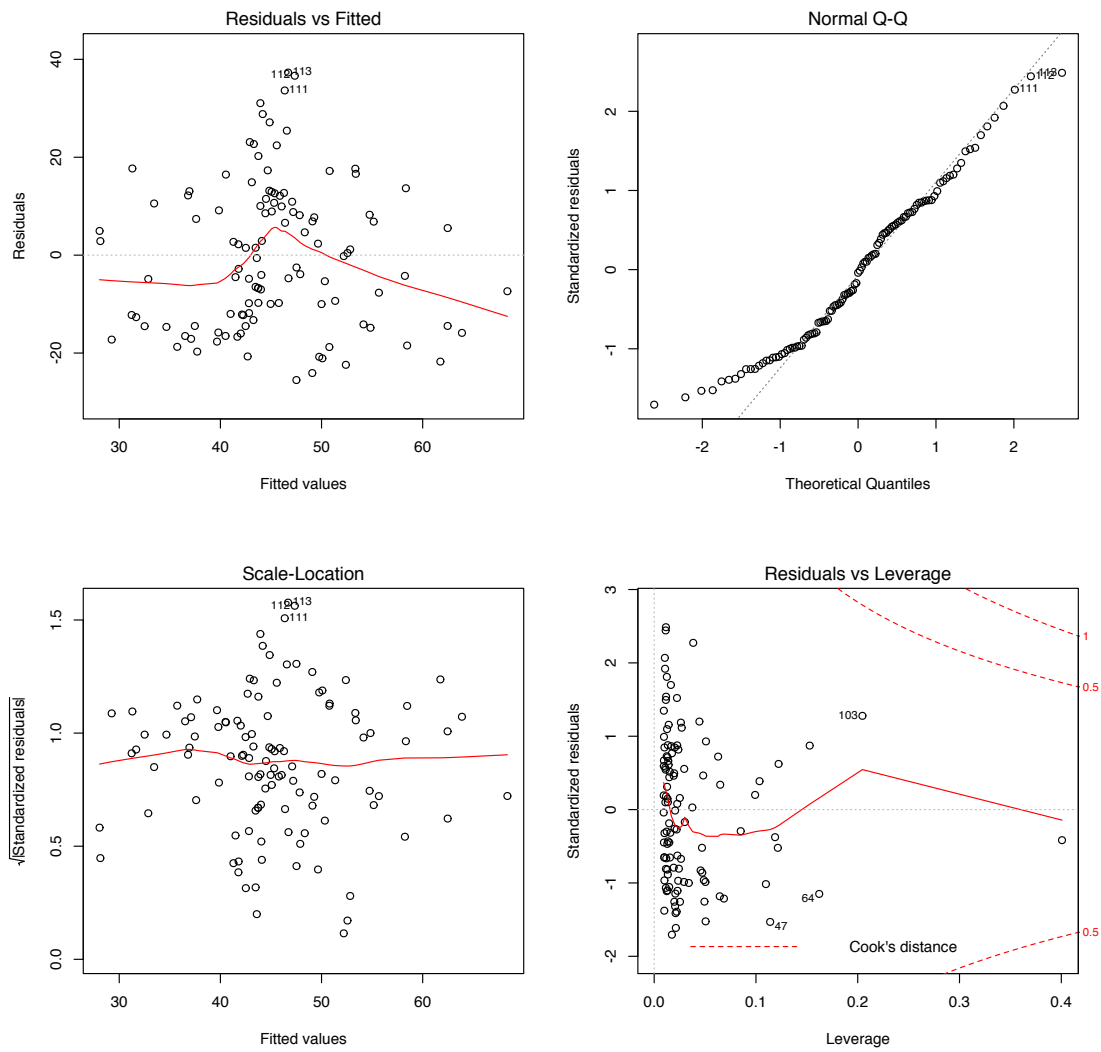 Residuals vs Fitted
40
20
0
-20
Residuals
30 40 50 60
Fitted values
112 113
111
Normal Q-Q
2
1
0
-1
Standardized residuals
-2 -1 0 1 2
Theoretical Quantiles
113
112
111
Scale-Location
1.5
1.0
0.5
0.0
√|Standardized residuals|
30 40 50 60
Fitted values
112 113
111
Residuals vs Leverage
3
2
1
0
-1
-2
Standardized residuals
0.0 0.1 0.2 0.3 0.4
Leverage
1
0.5
0.5
103
64
47
Cook's distance